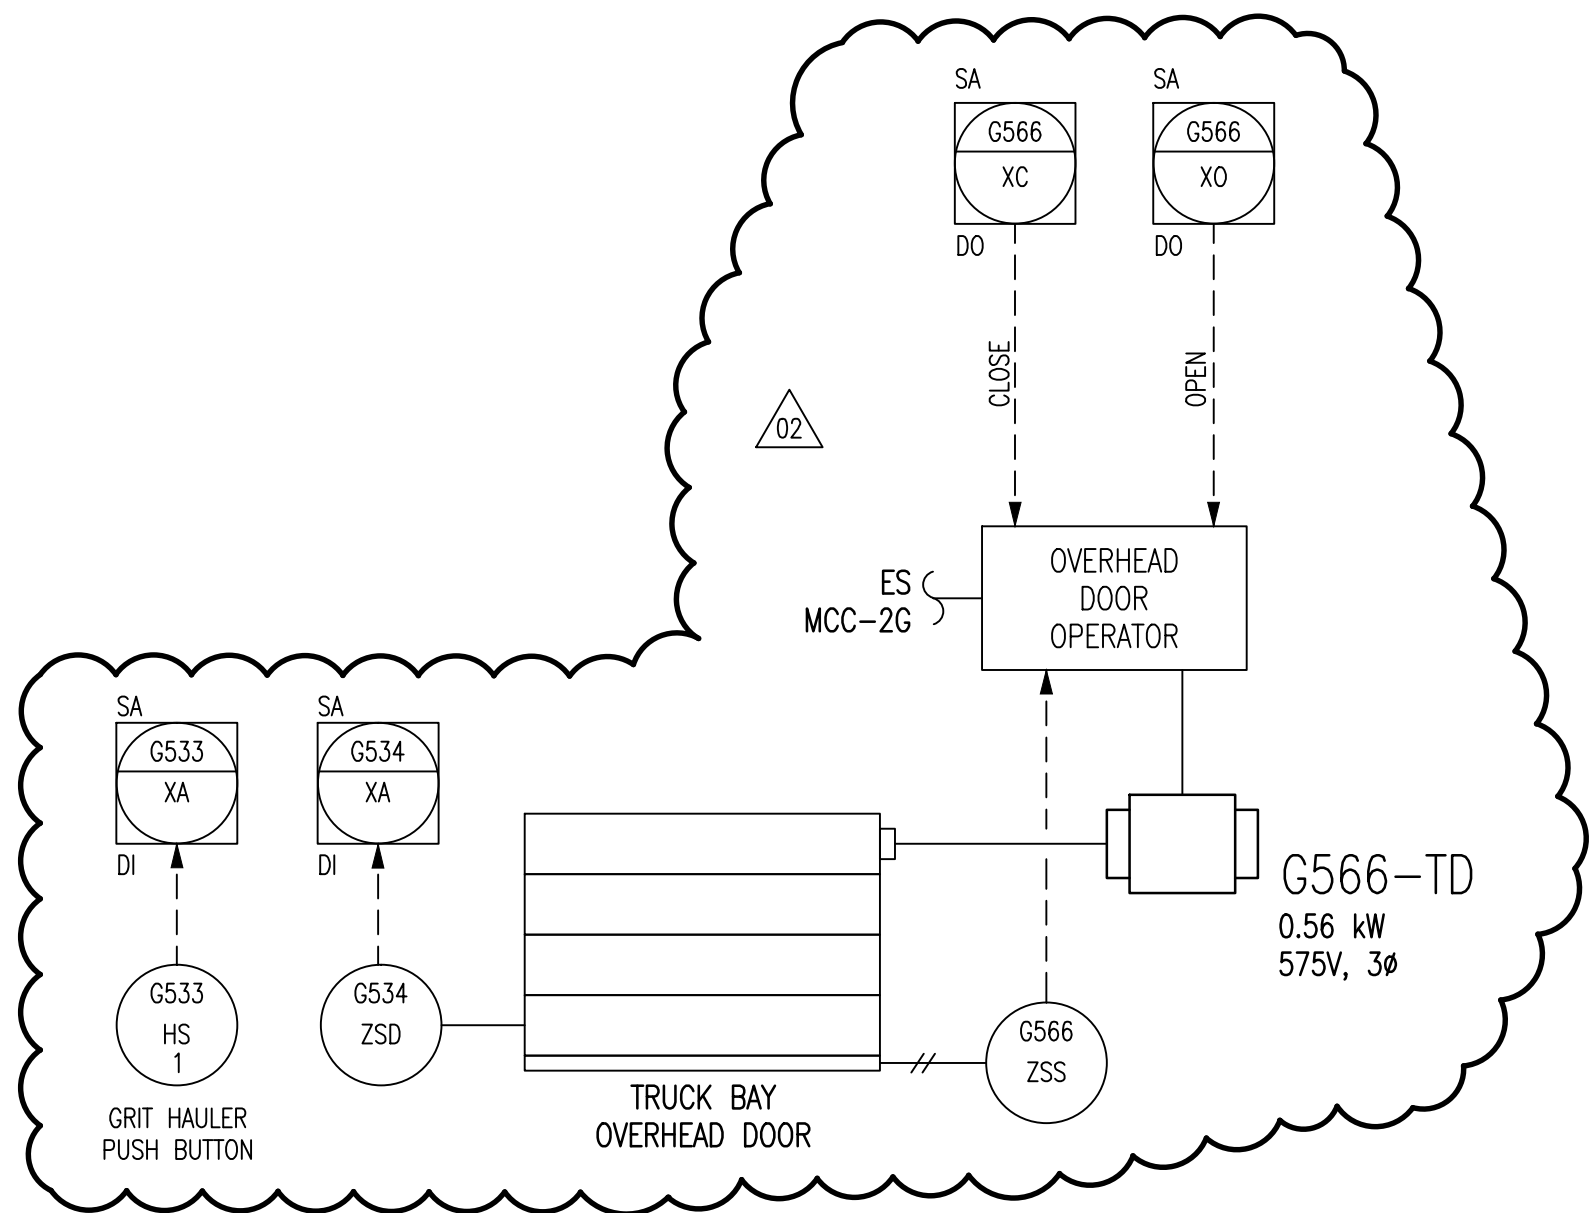 SA
SA
G566
XC
G566
XO
DO
DO
CLOSE
OPEN
02
ES
MCC-2G
OVERHEAD
DOOR
OPERATOR
SA
SA
G533
XA
G534
XA
DI
DI
G566-TD
0.56 kW
575V, 3ø
G533
HS
1
G534
ZSD
G566
ZSS
GRIT HAULER
PUSH BUTTON
TRUCK BAY
OVERHEAD DOOR